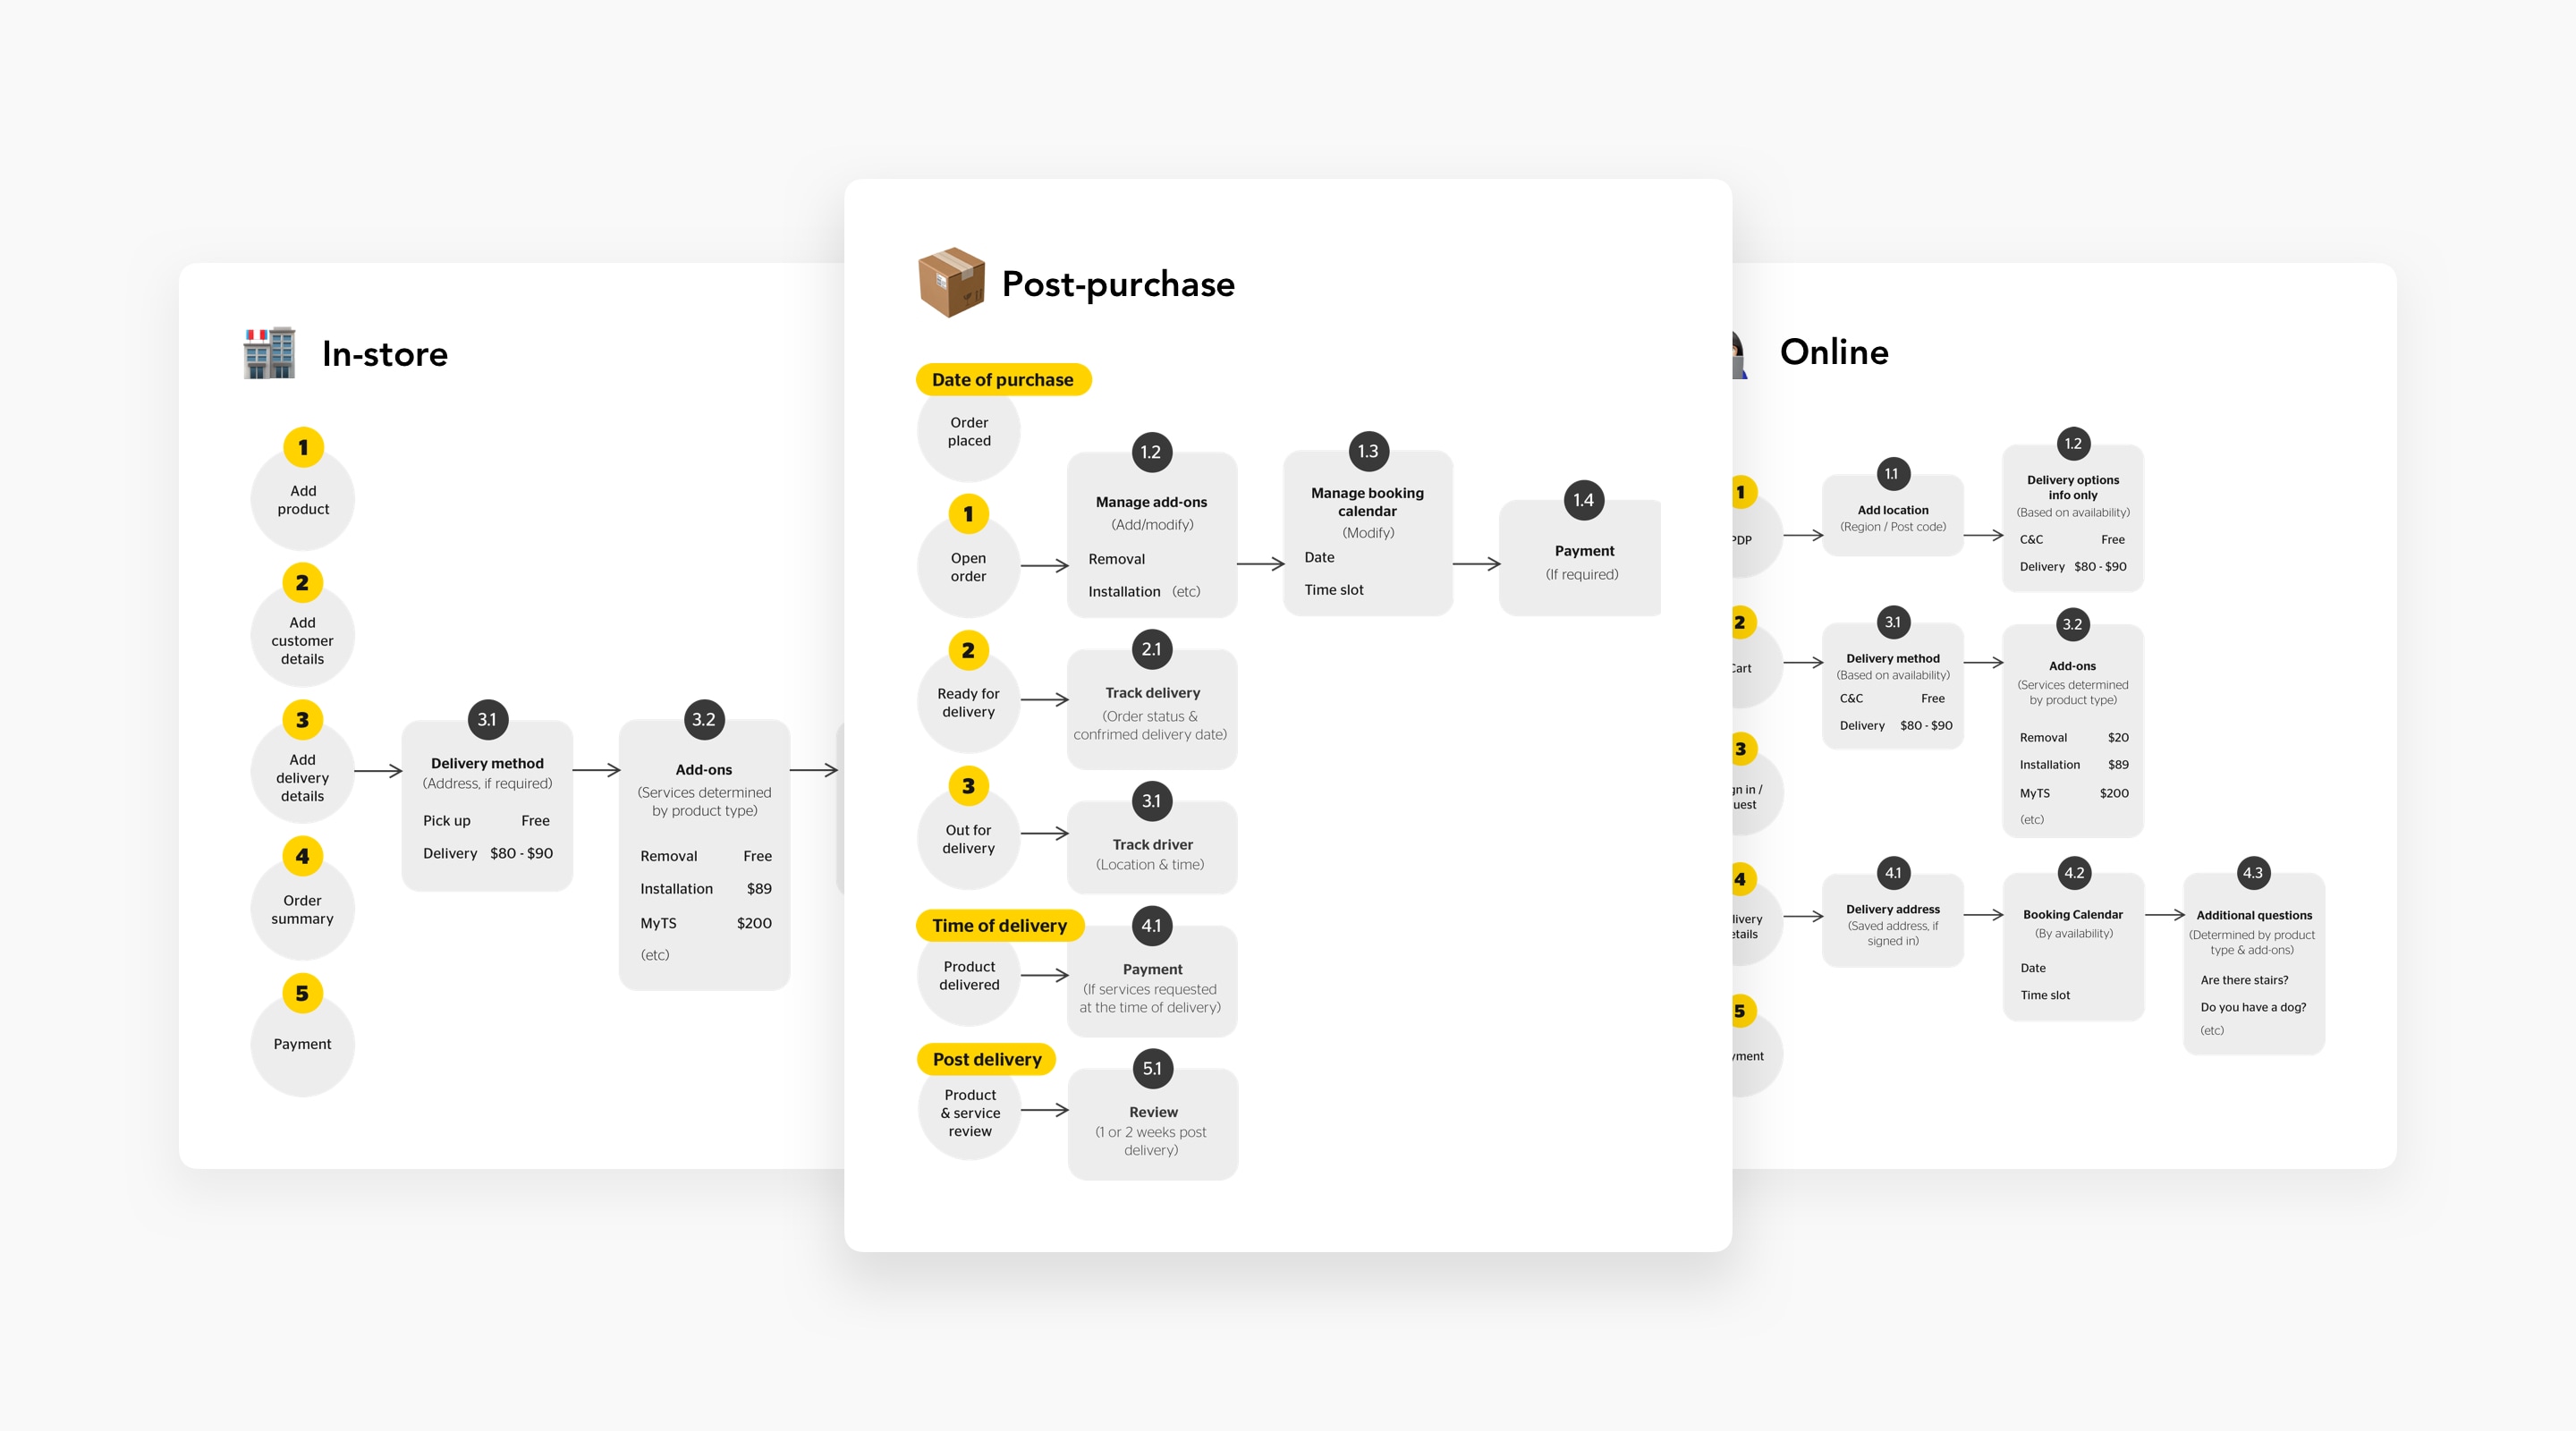 In-store
1
Add
product
2
Add
customer
details
3
Add
delivery
details
3.1
Delivery method
(Address, if required)
Pick up Free
Delivery $80 - $90
3.2
Add-ons
(Services determined
by product type)
Removal Free
Installation $89
MyTS $200
(etc)
4
Order
summary
5
Payment
Post-purchase
Date of purchase
Order
placed
1
Open
order
1.2
Manage add-ons
(Add/modify)
Removal
Installation (etc)
1.3
Manage booking
calendar
(Modify)
Date
Time slot
1.4
Payment
(If required)
2
Ready for
delivery
2.1
Track delivery
(Order status &
confrimed delivery date)
3
Out for
delivery
3.1
Track driver
(Location & time)
Time of delivery
Product
delivered
4.1
Payment
(If services requested
at the time of delivery)
Post delivery
Product
& service
review
5.1
Review
(1 or 2 weeks post
delivery)
Online
1
PDP
1.1
Add location
(Region / Post code)
1.2
Delivery options
info only
(Based on availability)
C&C Free
Delivery $80 - $90
2
Cart
3.1
Delivery method
(Based on availability)
C&C Free
Delivery $80 - $90
3.2
Add-ons
(Services determined
by product type)
Removal $20
Installation $89
MyTS $200
(etc)
3
in /
4
4.1
Delivery address
(Saved address, if
signed in)
4.2
Booking Calendar
(By availability)
Date
Time slot
4.3
Additional questions
(Determined by product
type & add-ons)
Are there stairs?
Do you have a dog?
(etc)
5